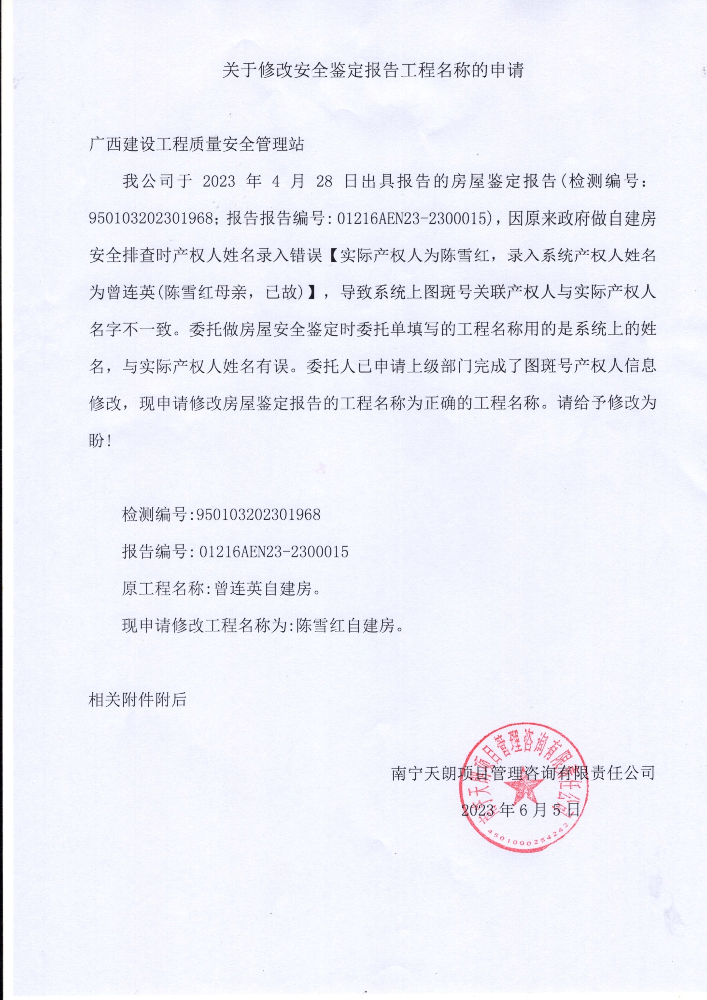 关于修改安全鉴定报告工程名称的申请
广西建设工程质量安全管理站
我公司于 2023 年 4 月 28 日出具报告的房屋鉴定报告(检测编号：
950103202301968；报告报告编号: 01216AEN23-2300015)，因原来政府做自建房
安全排查时产权人姓名录入错误【实际产权人为陈雪红，录入系统产权人姓名
为曾连英(陈雪红母亲，已故)】，导致系统上图斑号关联产权人与实际产权人
名字不一致。委托做房屋安全鉴定时委托单填写的工程名称用的是系统上的姓
名，与实际产权人姓名有误。委托人已申请上级部门完成了图斑号产权人信息
修改，现申请修改房屋鉴定报告的工程名称为正确的工程名称。请给予修改为
盼!
检测编号:950103202301968
报告编号: 01216AEN23-2300015
原工程名称:曾连英自建房。
现申请修改工程名称为:陈雪红自建房。
相关附件附后
南宁天朗项目管理咨询有限责任公司
2023 年 6 月 5 日
南宁天朗项目管理咨询有限责任公司
4501000254242